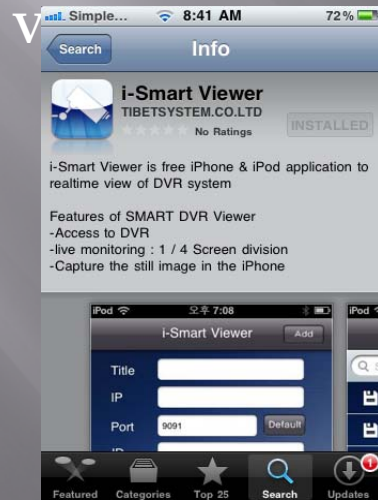 V
Simple... 8:41 AM 72%
Search Info
i-Smart Viewer
TIBETSYSTEM.CO.LTD
No Ratings
INSTALLED
i-Smart Viewer is free iPhone & iPod application to
realtime view of DVR system
Features of SMART DVR Viewer
-Access to DVR
-live monitoring : 1 / 4 Screen division
-Capture the still image in the iPhone
iPod 오후 7:08 iPod
i-Smart Viewer Add
Title
IP
Port 9091 Default
Featured Categories Top 25 Search Updates
1